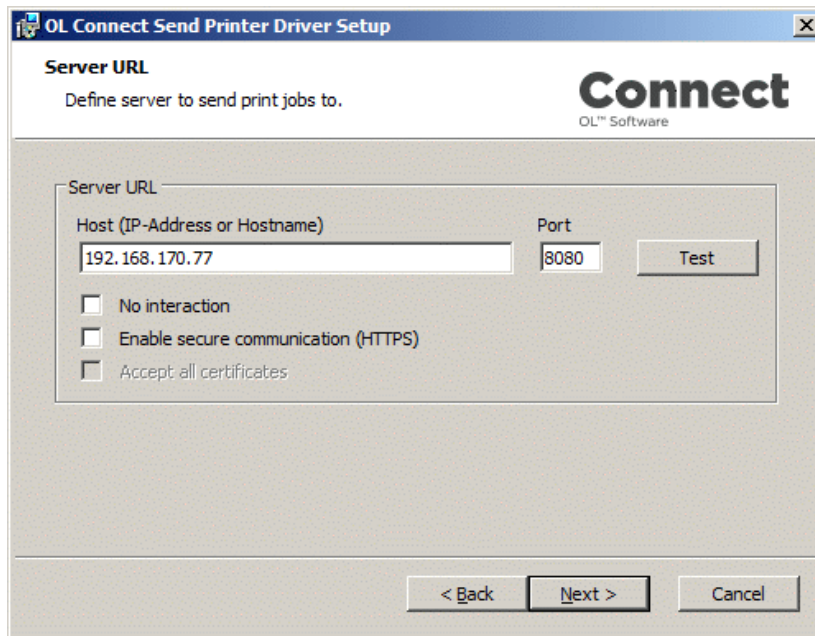 OL Connect Send Printer Driver Setup
Server URL
Define server to send print jobs to.
Connect
OL™ Software
Server URL
Host (IP-Address or Hostname) Port
192.168.170.77 8080 Test
No interaction
Enable secure communication (HTTPS)
Accept all certificates
< Back Next > Cancel